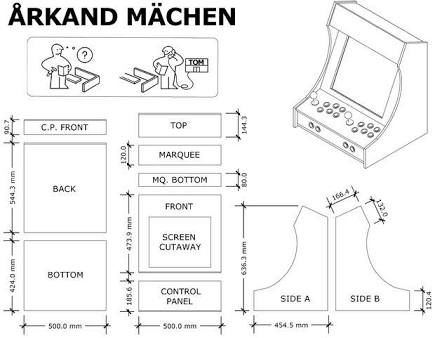 ÅRKAND MÄCHEN
?
TOM
C.P. FRONT
90.7
TOP
144.3
MARQUEE
120.0
MQ. BOTTOM
80.0
BACK
544.3 mm
FRONT
SCREEN
CUTAWAY
473.9 mm
BOTTOM
424.0 mm
CONTROL
PANEL
185.6
500.0 mm
500.0 mm
166.4
132.0
636.3 mm
SIDE A
SIDE B
120.4
454.5 mm